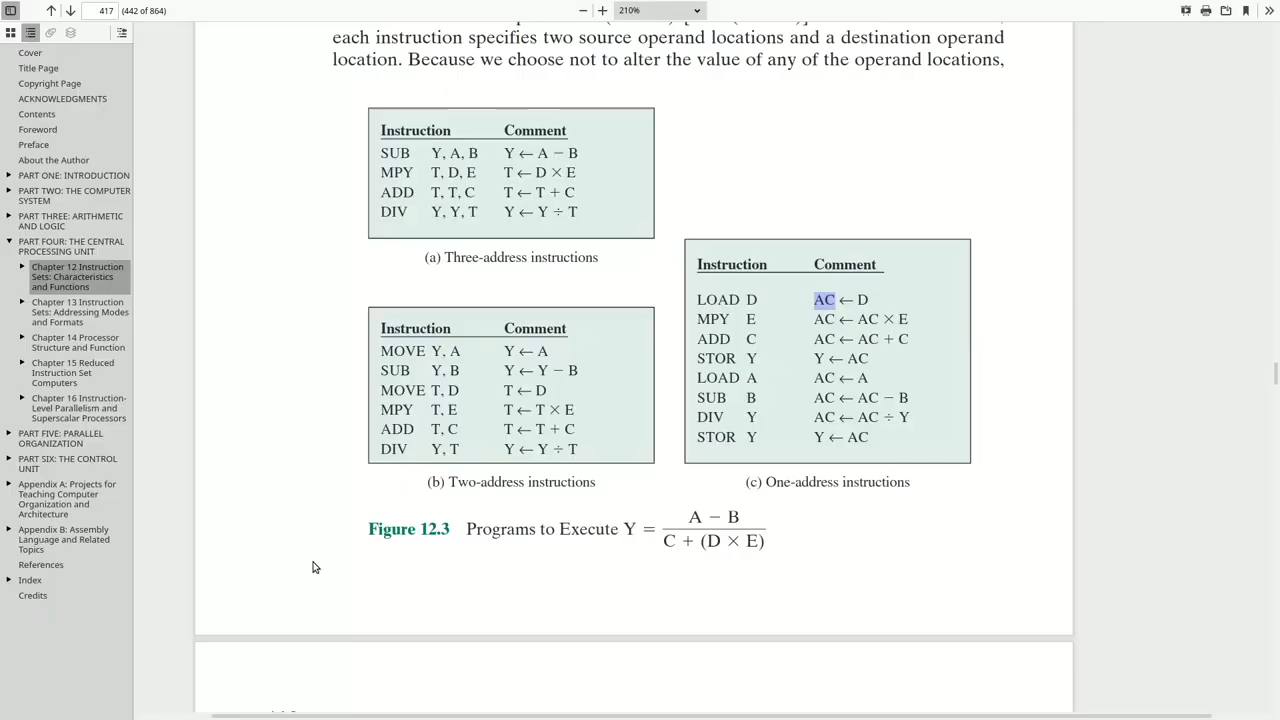 417 (442 of 864)
210%
Cover
Title Page
Copyright Page
ACKNOWLEDGMENTS
Contents
Foreword
Preface
About the Author
PART ONE: INTRODUCTION
PART TWO: THE COMPUTER
SYSTEM
PART THREE: ARITHMETIC
AND LOGIC
PART FOUR: THE CENTRAL
PROCESSING UNIT
Chapter 12 Instruction
Sets: Characteristics
and Functions
Chapter 13 Instruction
Sets: Addressing Modes
and Formats
Chapter 14 Processor
Structure and Function
Chapter 15 Reduced
Instruction Set
Computers
Chapter 16 Instruction-
Level Parallelism and
Superscalar Processors
PART FIVE: PARALLEL
ORGANIZATION
PART SIX: THE CONTROL
UNIT
Appendix A: Projects for
Teaching Computer
Organization and
Architecture
Appendix B: Assembly
Language and Related
Topics
References
Index
Credits
each instruction specifies two source operand locations and a destination operand
location. Because we choose not to alter the value of any of the operand locations,
Instruction Comment
SUB Y, A, B Y ← A − B
MPY T, D, E T ← D × E
ADD T, T, C T ← T + C
DIV Y, Y, T Y ← Y ÷ T
(a) Three-address instructions
Instruction Comment
MOVE Y, A Y ← A
SUB Y, B Y ← Y − B
MOVE T, D T ← D
MPY T, E T ← T × E
ADD T, C T ← T + C
DIV Y, T Y ← Y ÷ T
(b) Two-address instructions
Instruction Comment
LOAD D AC ← D
MPY E AC ← AC × E
ADD C AC ← AC + C
STOR Y Y ← AC
LOAD A AC ← A
SUB B AC ← AC − B
DIV Y AC ← AC ÷ Y
STOR Y Y ← AC
(c) One-address instructions
Figure 12.3 Programs to Execute Y = 
A − B
C + (D × E)